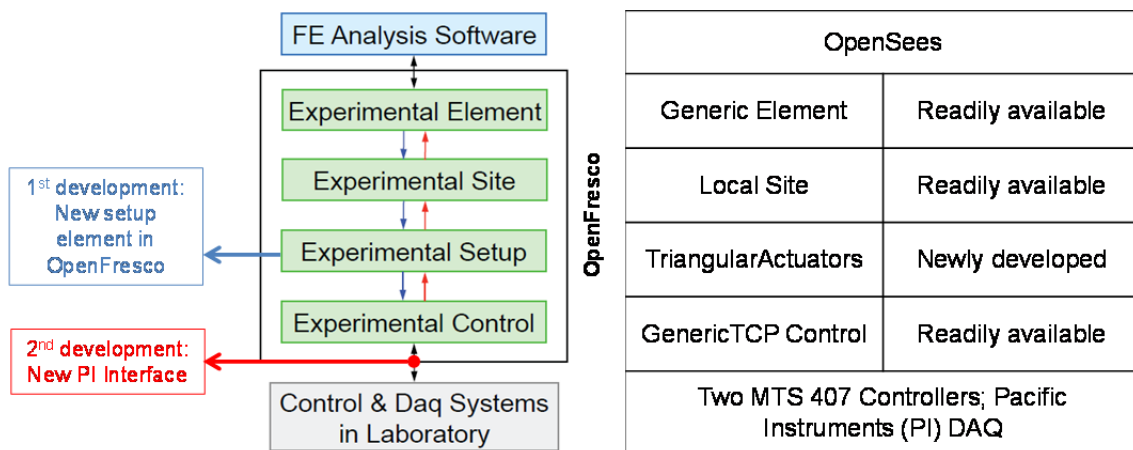 FE Analysis Software
Experimental Element
Experimental Site
Experimental Setup
Experimental Control
Control & Daq Systems
in Laboratory
OpenFresco
1st development:
New setup
element in
OpenFresco
2nd development:
New PI Interface
OpenSees
Generic Element
Readily available
Local Site
Readily available
TriangularActuators
Newly developed
GenericTCP Control
Readily available
Two MTS 407 Controllers; Pacific
Instruments (PI) DAQ